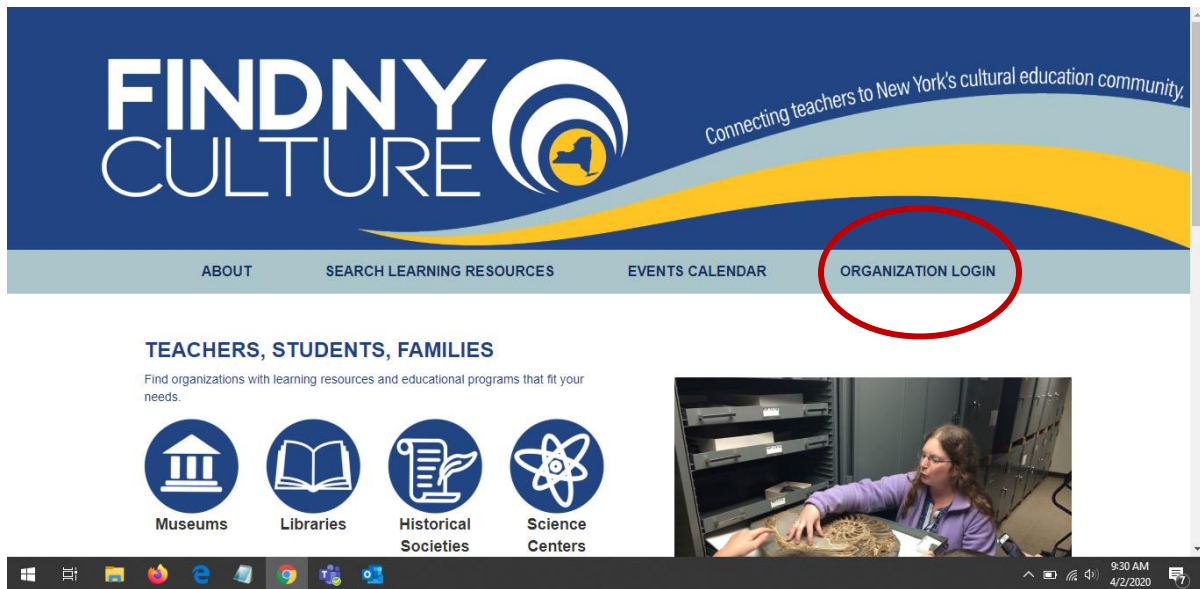 FINDNY
CULTURE
Connecting teachers to New York's cultural education community.
ABOUT SEARCH LEARNING RESOURCES EVENTS CALENDAR ORGANIZATION LOGIN
TEACHERS, STUDENTS, FAMILIES
Find organizations with learning resources and educational programs that fit your
needs.
Museums Libraries Historical Science
Societies Centers
9:30 AM
4/2/2020
7